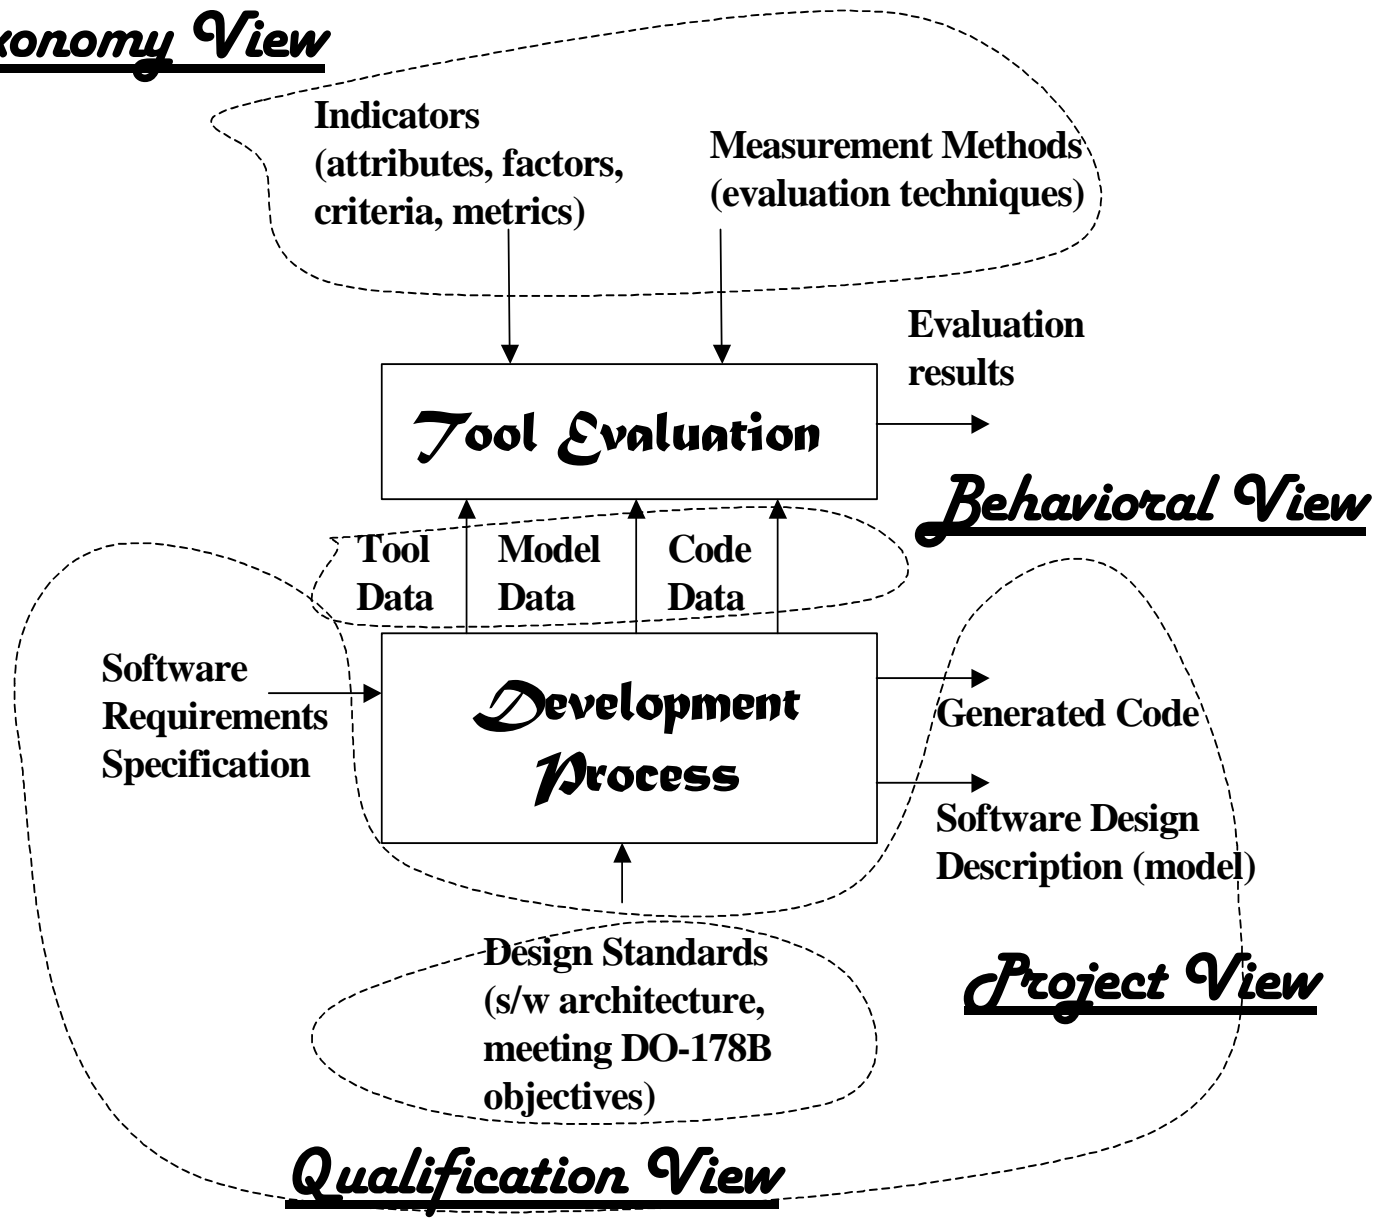 xonomy View
Indicators
(attributes, factors,
criteria, metrics)
Measurement Methods
(evaluation techniques)
Evaluation
results
Tool Evaluation
Behavioral View
Tool
Data
Model
Data
Code
Data
Software
Requirements
Specification
Development
Process
Generated Code
Software Design
Description (model)
Design Standards
(s/w architecture,
meeting DO-178B
objectives)
Project View
Qualification View